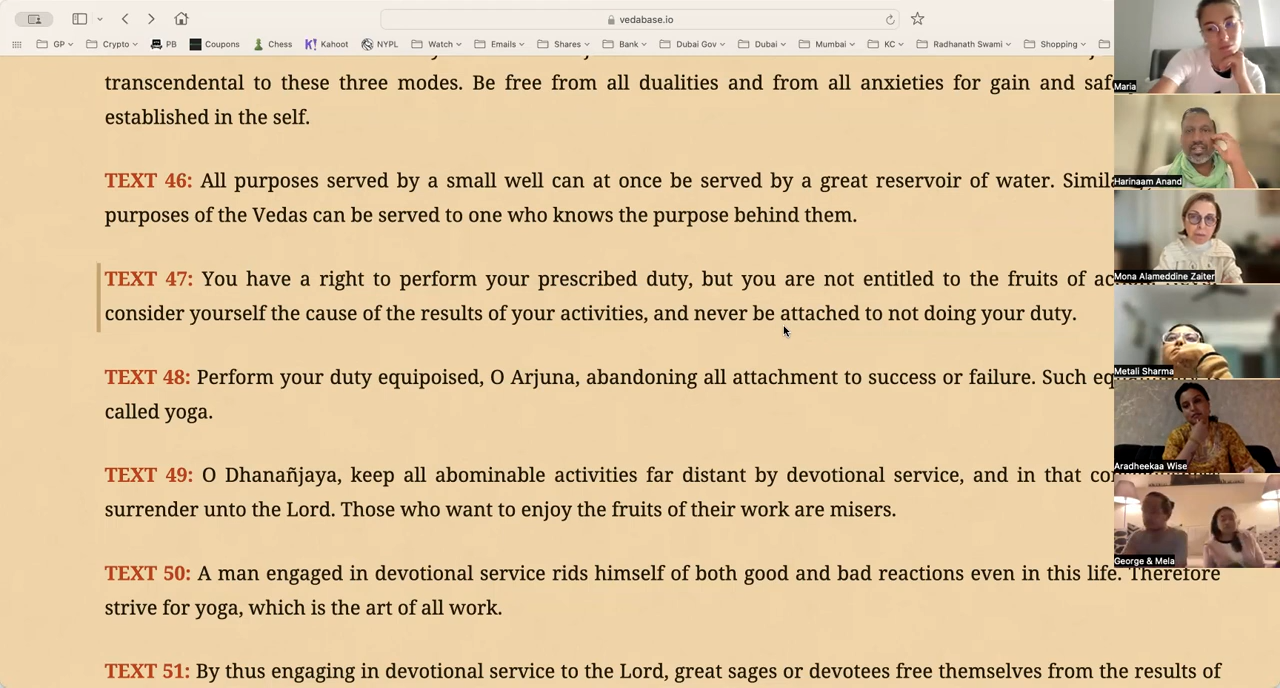 vedabase.io
GP
Crypto
PB
Coupons
Chess
Kahoot
NYPL
Watch
Emails
Shares
Bank
Dubai Gov
Dubai
Mumbai
KC
Radhanath Swami
Shopping
transcendental to these three modes. Be free from all dualities and from all anxieties for gain and
established in the self.
TEXT 46: All purposes served by a small well can at once be served by a great reservoir of water.
purposes of the Vedas can be served to one who knows the purpose behind them.
TEXT 47: You have a right to perform your prescribed duty, but you are not entitled to the fruits of
consider yourself the cause of the results of your activities, and never be attached to not doing your duty.
TEXT 48: Perform your duty equipoised, O Arjuna, abandoning all attachment to success or failure. Such
called yoga.
TEXT 49: O Dhanañjaya, keep all abominable activities far distant by devotional service, and in that
surrender unto the Lord. Those who want to enjoy the fruits of their work are misers.
TEXT 50: A man engaged in devotional service rids himself of both good and bad reactions even in this life. Therefore
strive for yoga, which is the art of all work.
TEXT 51: By thus engaging in devotional service to the Lord, great sages or devotees free themselves from the results of
Maria
Harinaam Anand
Mona Alameddine Zaiter
Metali Sharma
Aradheekaa Wise
George & Mela